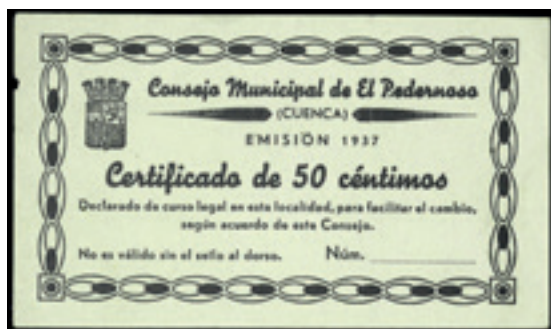 Consejo Municipal de El Pedernoso
(CUENCA)
EMISIÓN 1937
Certificado de 50 céntimos
Declarado de curso legal en esta localidad, para facilitar el cambio,
según acuerdo de este Consejo.
No es válido sin el sello al dorso. Núm.